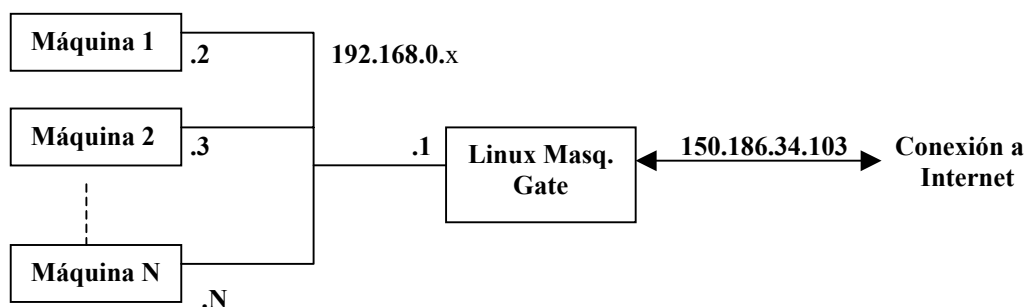 Máquina 1
.2
192.168.0.x
Máquina 2
.3
.1
Linux Masq.
Gate
150.186.34.103
Conexión a
Internet
Máquina N
.N